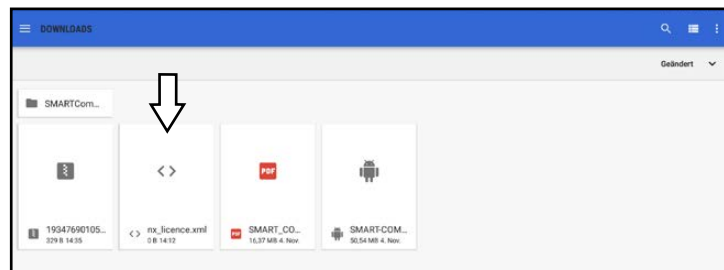 DOWNLOADS
Geändert
SMARTCom...
19347690105...
329 B 14:35
nx_licence.xml
0 B 14:12
PDF
SMART_CO...
16,37 MB 4. Nov.
SMART-COM...
50,54 MB 4. Nov.